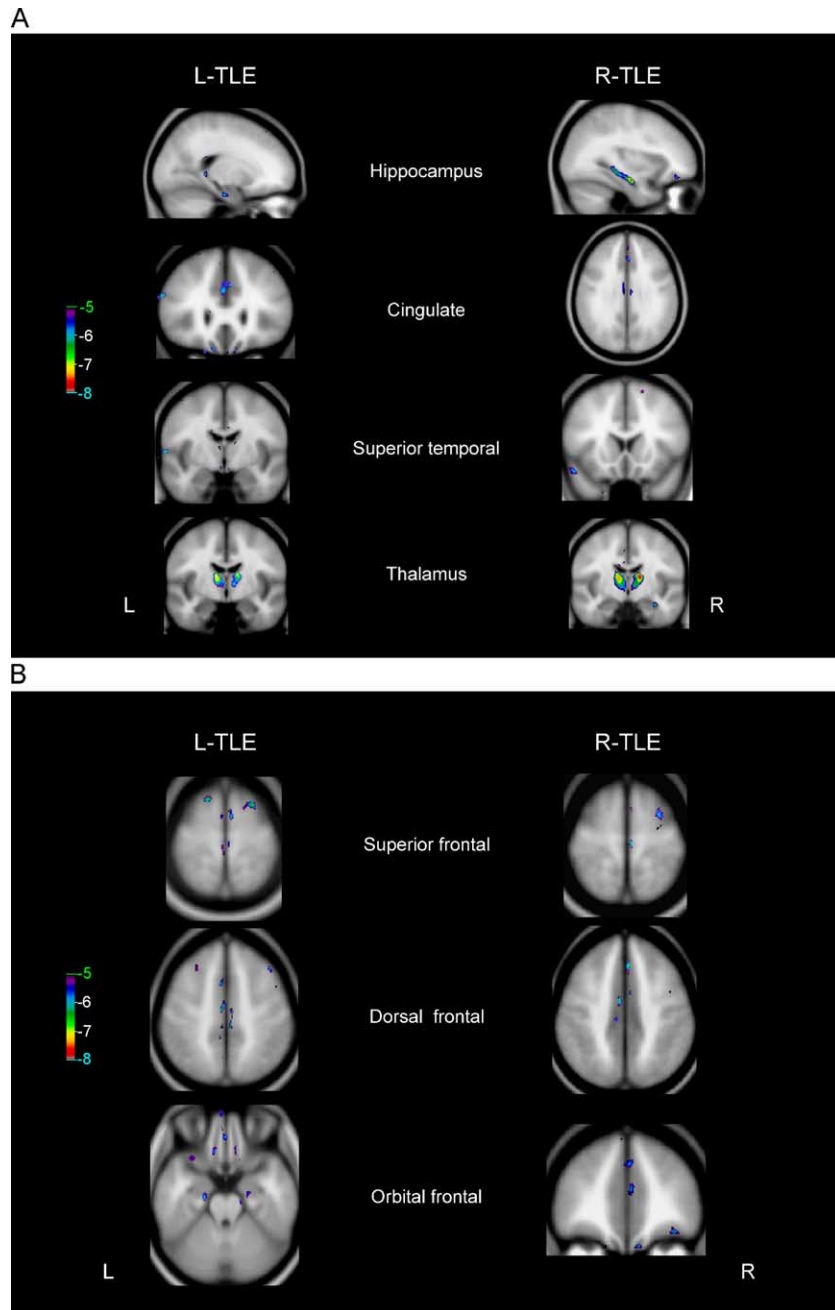 A
L-TLE R-TLE
Hippocampus
Cingulate
-5
-6
-7
-8
Superior temporal
Thalamus
L R
B
L-TLE R-TLE
Superior frontal
-5
-6
-7
-8
Dorsal frontal
Orbital frontal
L R